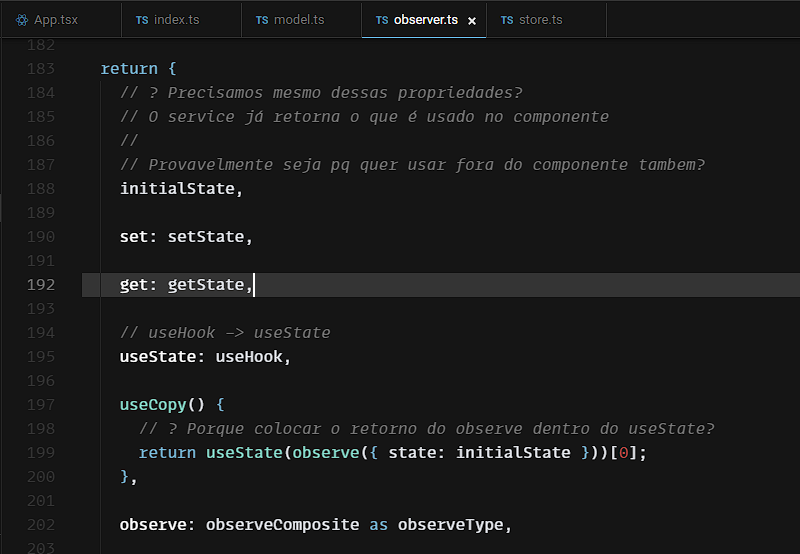 App.tsx TS index.ts TS model.ts TS observer.ts × TS store.ts
182
183 return {
184 // ? Precisamos mesmo dessas propriedades?
185 // O service já retorna o que é usado no componente
186 //
187 // Provavelmente seja pq quer usar fora do componente tambem?
188 initialState,
189
190 set: setState,
191
192 get: getState,
193
194 // useHook -> useState
195 useState: useHook,
196
197 useCopy() {
198 // ? Porque colocar o retorno do observe dentro do useState?
199 return useState(observe({ state: initialState }))[0];
200 },
201
202 observe: observeComposite as observeType,
203